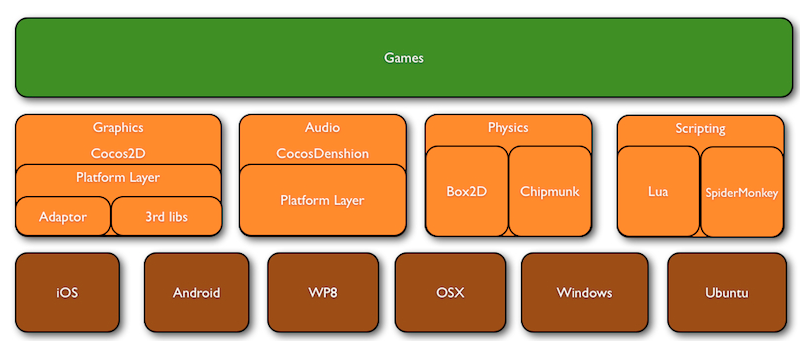 Games
Graphics
Cocos2D
Platform Layer
Adaptor
3rd libs
Audio
CocosDenshion
Platform Layer
Physics
Box2D
Chipmunk
Scripting
Lua
SpiderMonkey
iOS
Android
WP8
OSX
Windows
Ubuntu